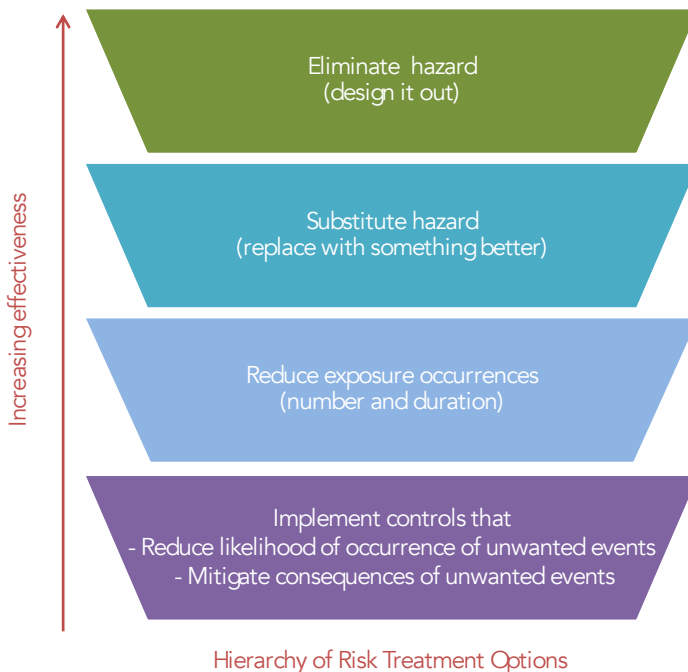 Eliminate hazard
(design it out)
Substitute hazard
(replace with something better)
Reduce exposure occurrences
(number and duration)
Implement controls that
- Reduce likelihood of occurrence of unwanted events
- Mitigate consequences of unwanted events
Increasing effectiveness
Hierarchy of Risk Treatment Options